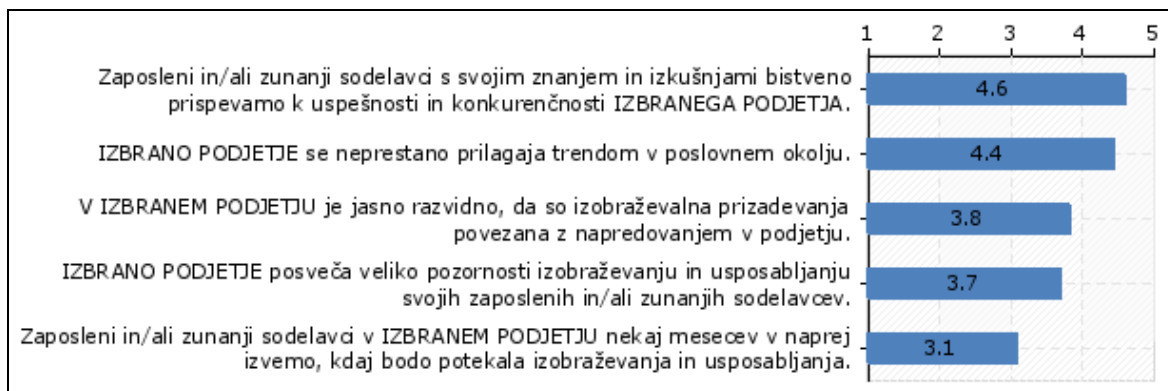 1 2 3 4 5
Zaposleni in/ali zunanji sodelavci s svojim znanjem in izkušnjami bistveno
prispevamo k uspešnosti in konkurenčnosti IZBRANEGA PODJETJA.
4.6
IZBRANO PODJETJE se neprestano prilagaja trendom v poslovnem okolju.
4.4
V IZBRANEM PODJETJU je jasno razvidno, da so izobraževalna prizadevanja
povezana z napredovanjem v podjetju.
3.8
IZBRANO PODJETJE posveča veliko pozornosti izobraževanju in usposabljanju
svojih zaposlenih in/ali zunanjih sodelavcev.
3.7
Zaposleni in/ali zunanji sodelavci v IZBRANEM PODJETJU nekaj mesecev v naprej
izvemo, kdaj bodo potekala izobraževanja in usposabljanja.
3.1